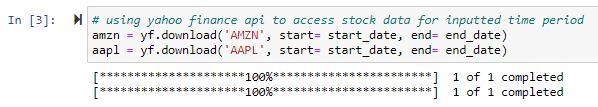 In [3]:
# using yahoo finance api to access stock data for inputted time period
amzn = yf.download('AMZN', start= start_date, end= end_date)
aapl = yf.download('AAPL', start= start_date, end= end_date)
[*********************100%***********************]  1 of 1 completed
[*********************100%***********************]  1 of 1 completed